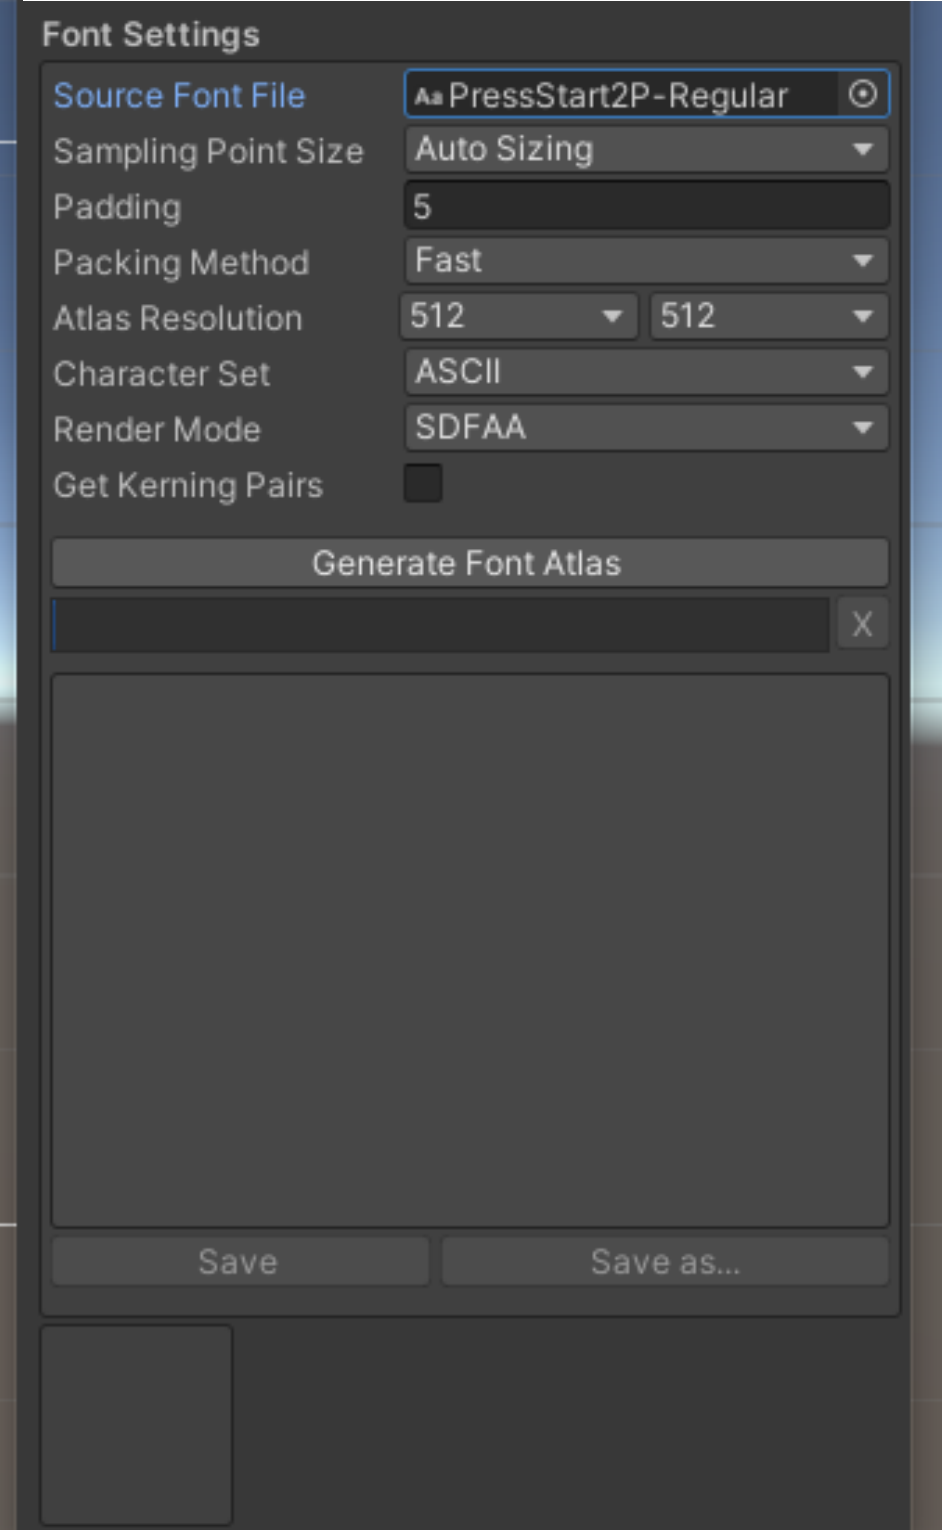 Font Settings
Source Font File Aa PressStart2P-Regular
Sampling Point Size Auto Sizing
Padding 5
Packing Method Fast
Atlas Resolution 512 512
Character Set ASCII
Render Mode SDFAA
Get Kerning Pairs
Generate Font Atlas
X
Save Save as...